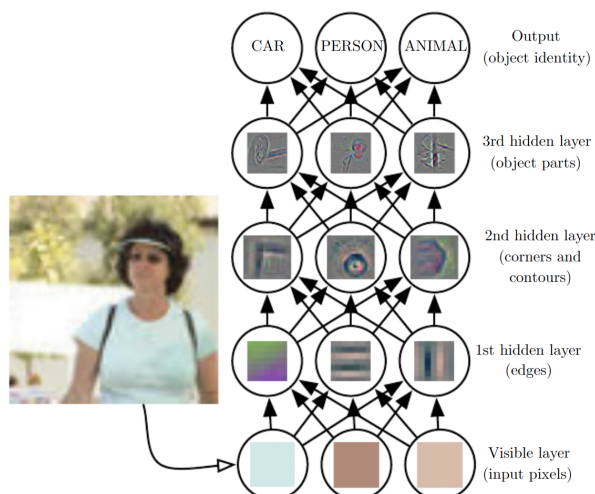 CAR PERSON ANIMAL
Output
(object identity)
3rd hidden layer
(object parts)
2nd hidden layer
(corners and
contours)
1st hidden layer
(edges)
Visible layer
(input pixels)